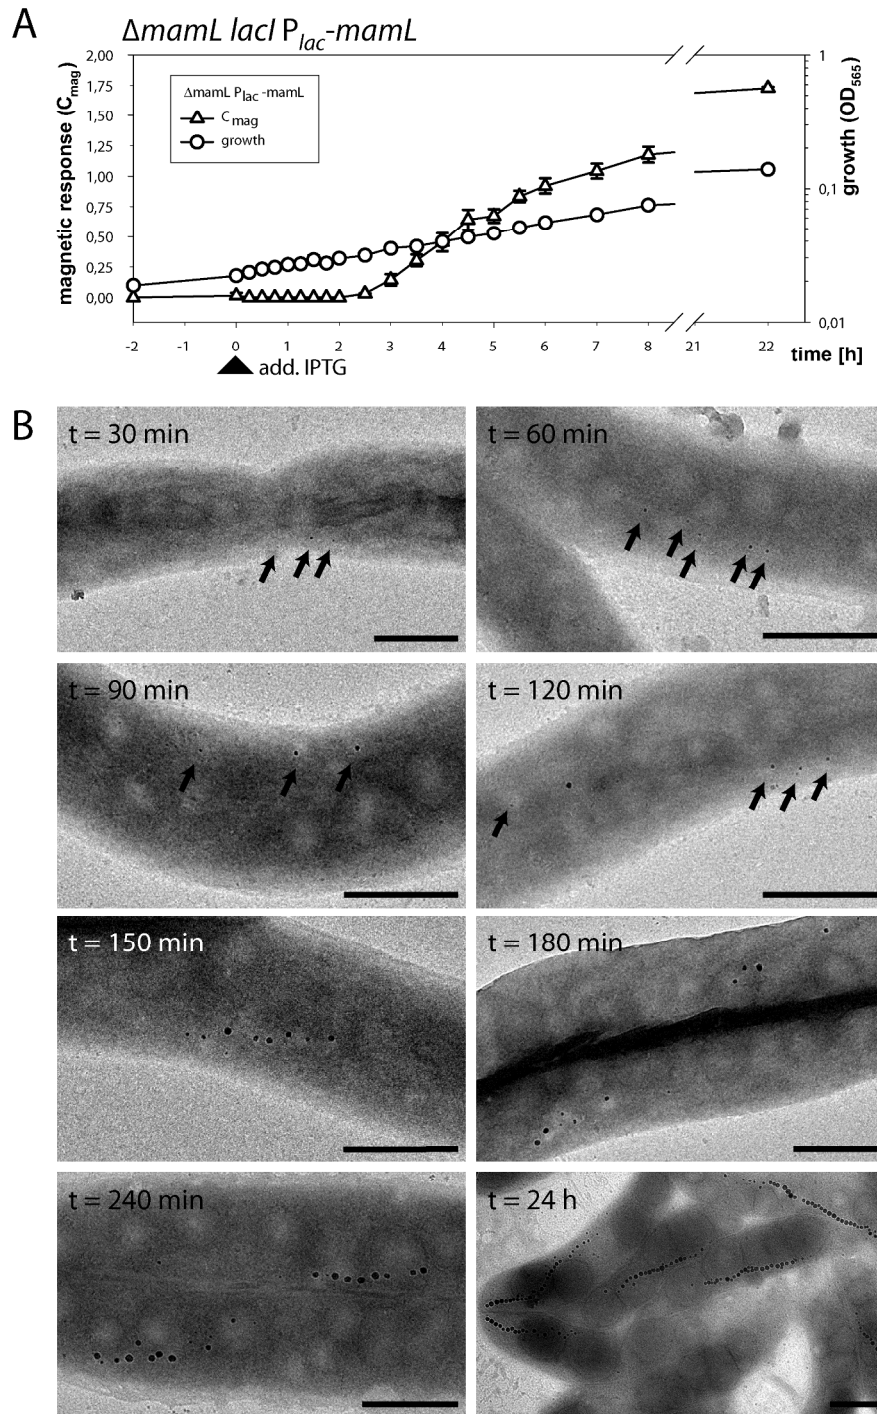 A
ΔmamL lacI Plac-mamL
magnetic response (Cmag)
2,00
1,75
1,50
1,25
1,00
0,75
0,50
0,25
0,00
ΔmamL Plac-mamL
Cmag
growth
1
0,1
0,01
growth (OD565)
-2 -1 0 1 2 3 4 5 6 7 8 21 22
time [h]
add. IPTG
B
t = 30 min
t = 60 min
t = 90 min
t = 120 min
t = 150 min
t = 180 min
t = 240 min
t = 24 h